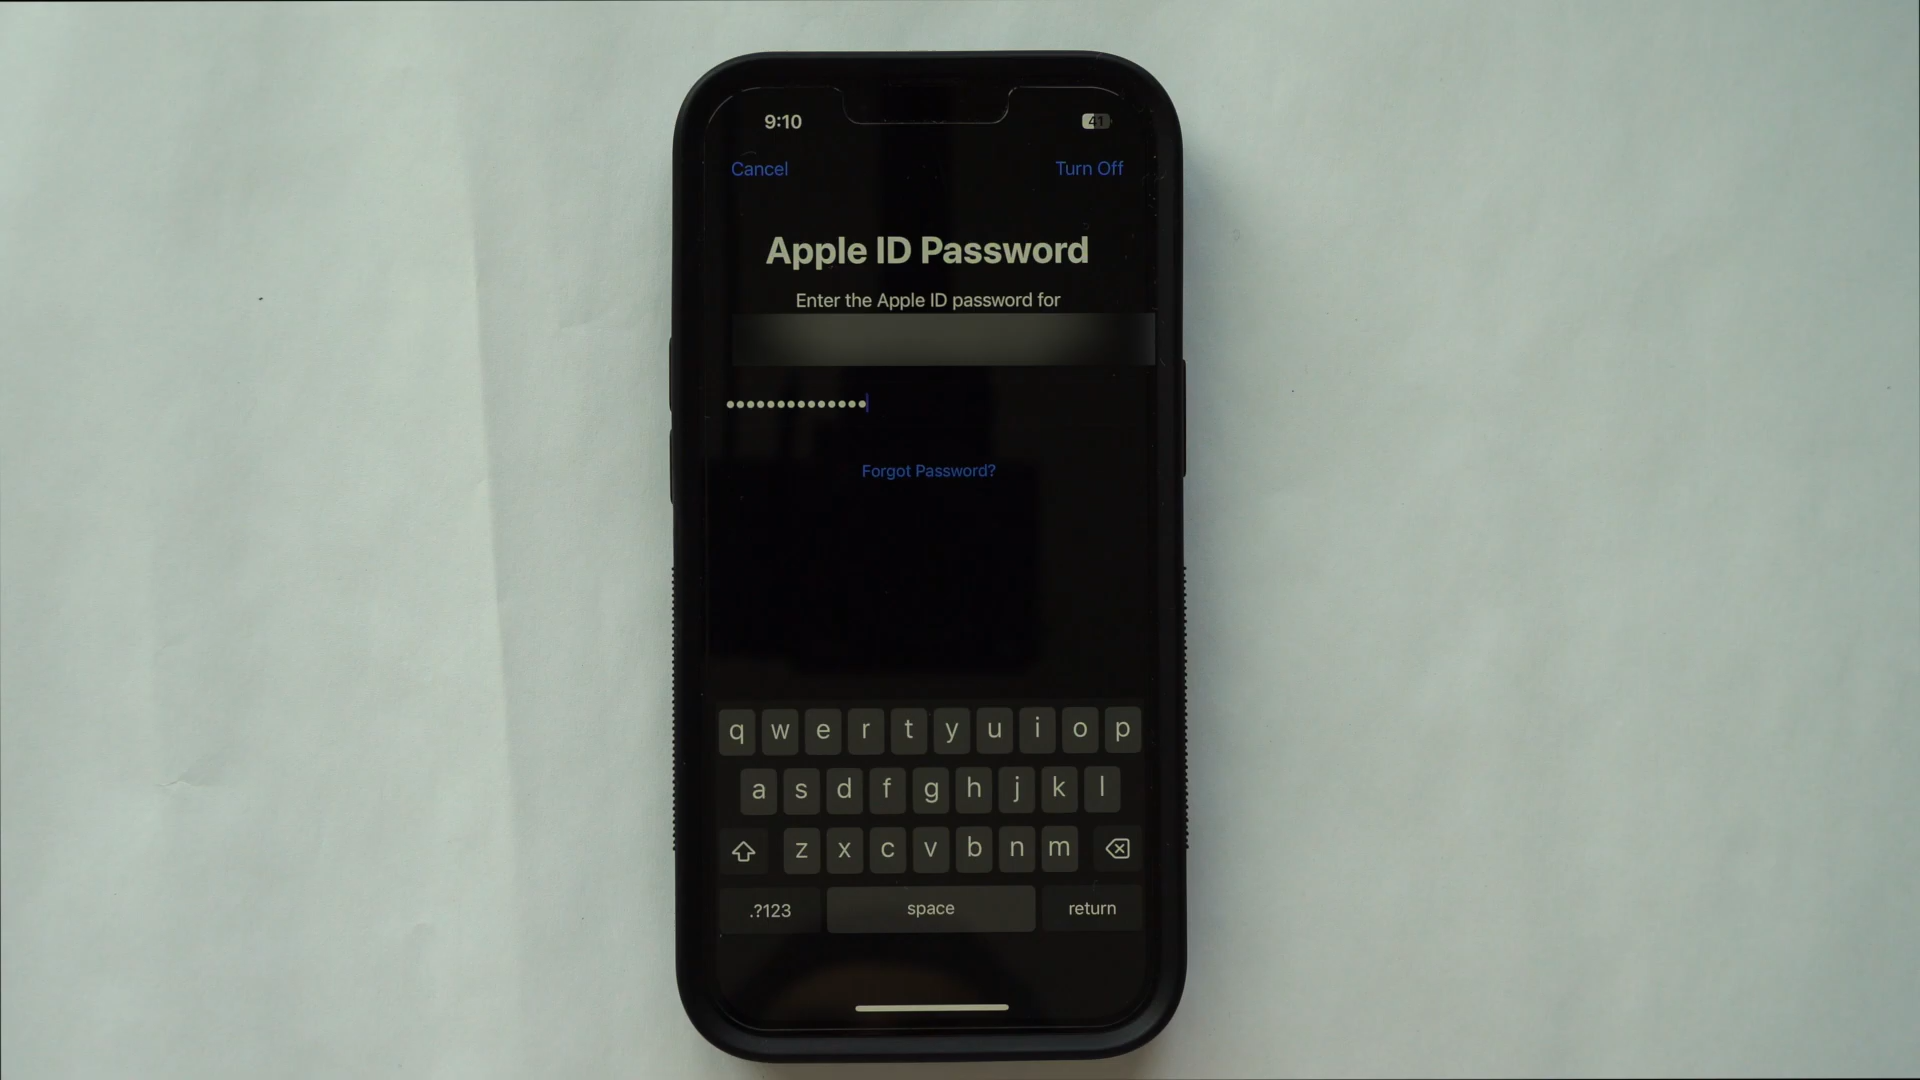 9:10 41
Cancel Turn Off
Apple ID Password
Enter the Apple ID password for
••••••••••••••
Forgot Password?
q w e r t y u i o p
a s d f g h j k l
z x c v b n m
.?123 space return